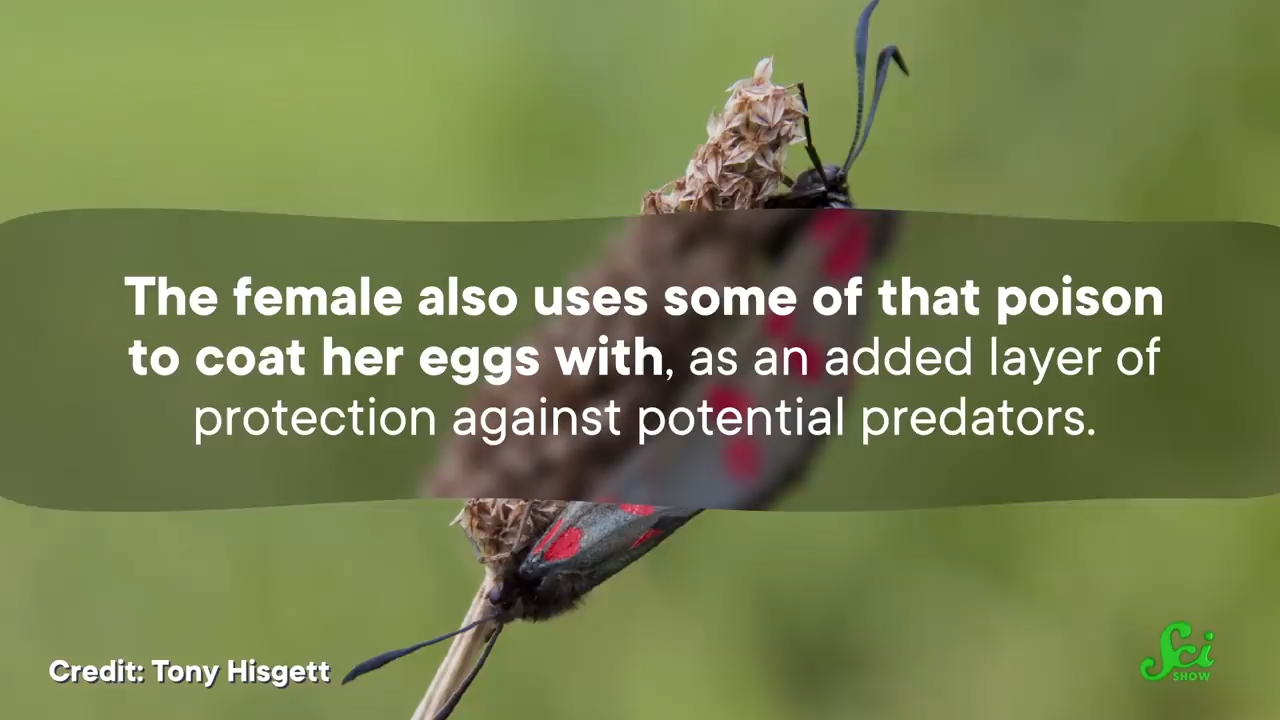 The female also uses some of that poison
to coat her eggs with, as an added layer of
protection against potential predators.
Credit: Tony Hisgett
Sci
SHOW